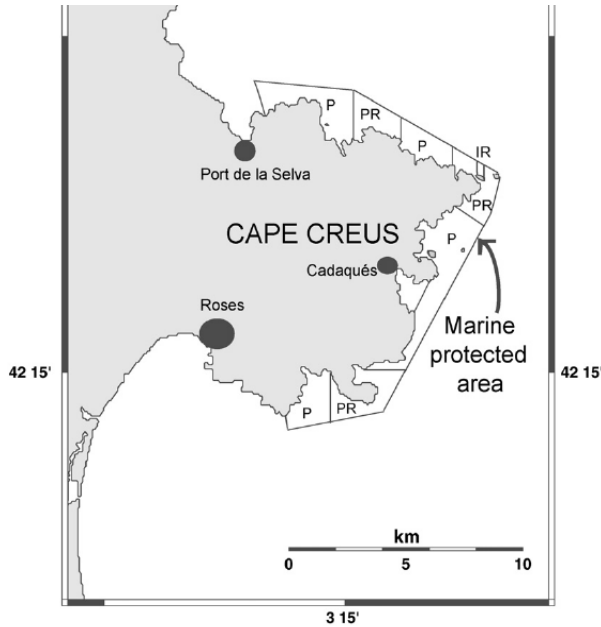 P
PR
P
IR
Port de la Selva
PR
CAPE CREUS
P
Cadaqués
Roses
Marine
protected
area
42 15'
42 15'
P
PR
km
0
5
10
3 15'